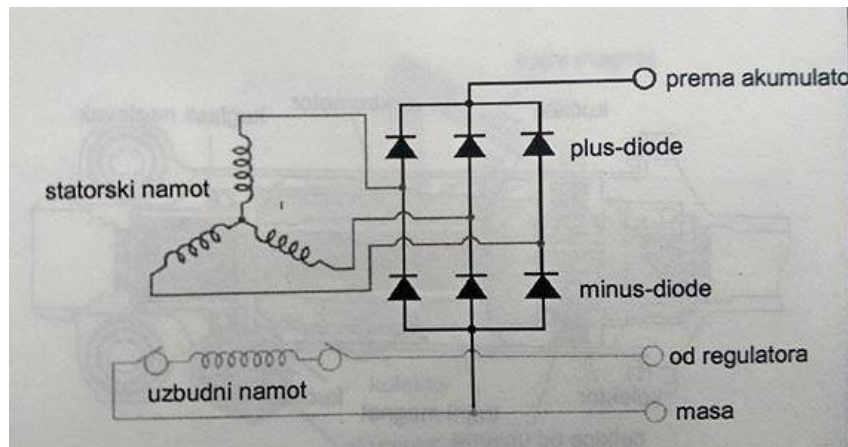 prema akumulato
plus-diode
statorski namot
minus-diode
od regulatora
uzbudni namot
masa